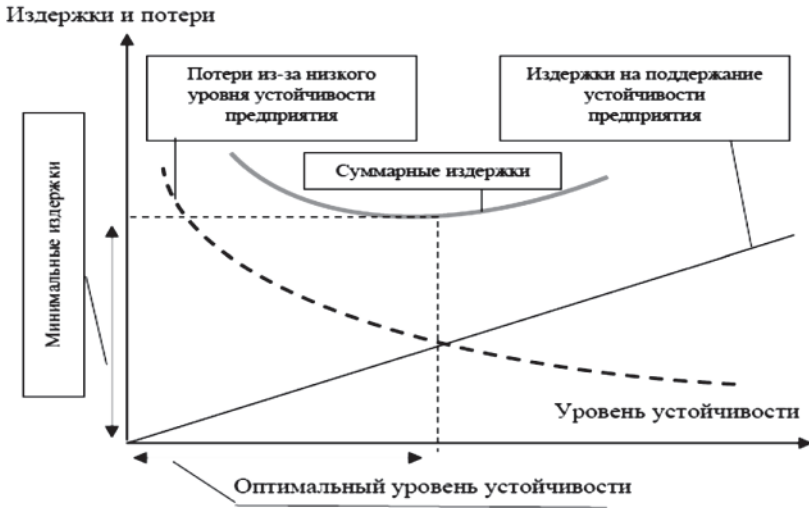 Издержки и потери
Потери из-за низкого
уровня устойчивости
предприятия
Издержки на поддержание
устойчивости
предприятия
Суммарные издержки
Минимальные издержки
Уровень устойчивости
Оптимальный уровень устойчивости